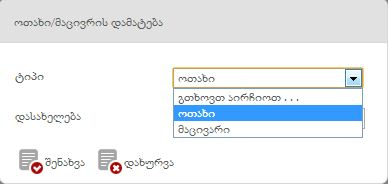 ოთახი/მაცივრის დამატება
ტიპი ოთახი
გთხოვთ აირჩიოთ ...
ოთახი
მაცივარი
დასახელება
შენახვა დახურვა